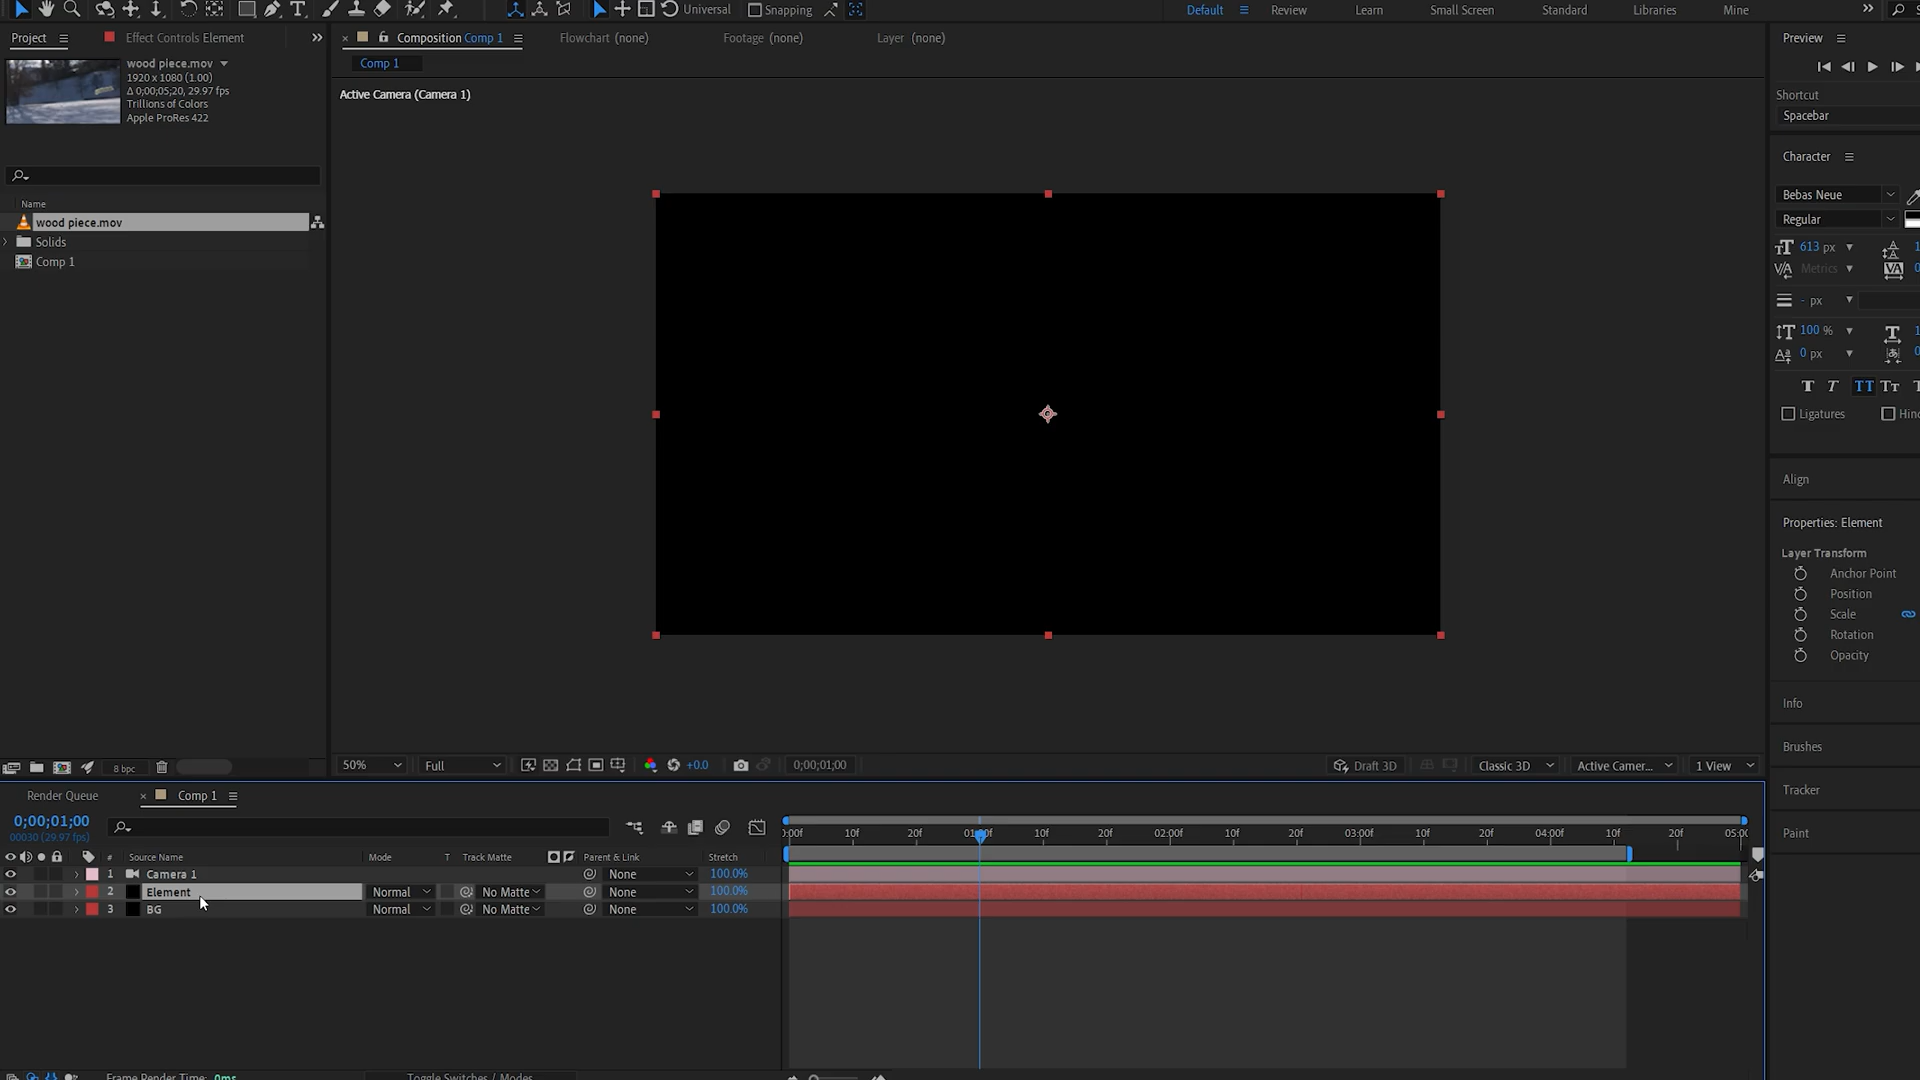 Universal
Snapping
Default
Review
Learn
Small Screen
Standard
Libraries
Mine
Project
Effect Controls Element
Composition Comp 1
Flowchart (none)
Footage (none)
Layer (none)
Preview
wood piece.mov
1920 x 1080 (1.00)
Δ 0;00;05;20, 29.97 fps
Trillions of Colors
Apple ProRes 422
Comp 1
Active Camera (Camera 1)
Shortcut
Spacebar
Character
Bebas Neue
Regular
613 px
Metrics
- px
100 %
0 px
Ligatures
Name
wood piece.mov
Solids
Comp 1
Align
Properties: Element
Layer Transform
Anchor Point
Position
Scale
Rotation
Opacity
Info
Brushes
Tracker
Paint
8 bpc
50%
Full
+0.0
0;00;01;00
Draft 3D
Classic 3D
Active Camer...
1 View
Render Queue
Comp 1
0;00;01;00
00030 (29.97 fps)
:00f 10f 20f 01:00f 10f 20f 02:00f 10f 20f 03:00f 10f 20f 04:00f 10f 20f 05:0
# Source Name Mode T Track Matte Parent & Link Stretch
1 Camera 1 None 100.0%
2 Element Normal No Matte None 100.0%
3 BG Normal No Matte None 100.0%
Frame Render Time: 0ms
Toggle Switches / Modes